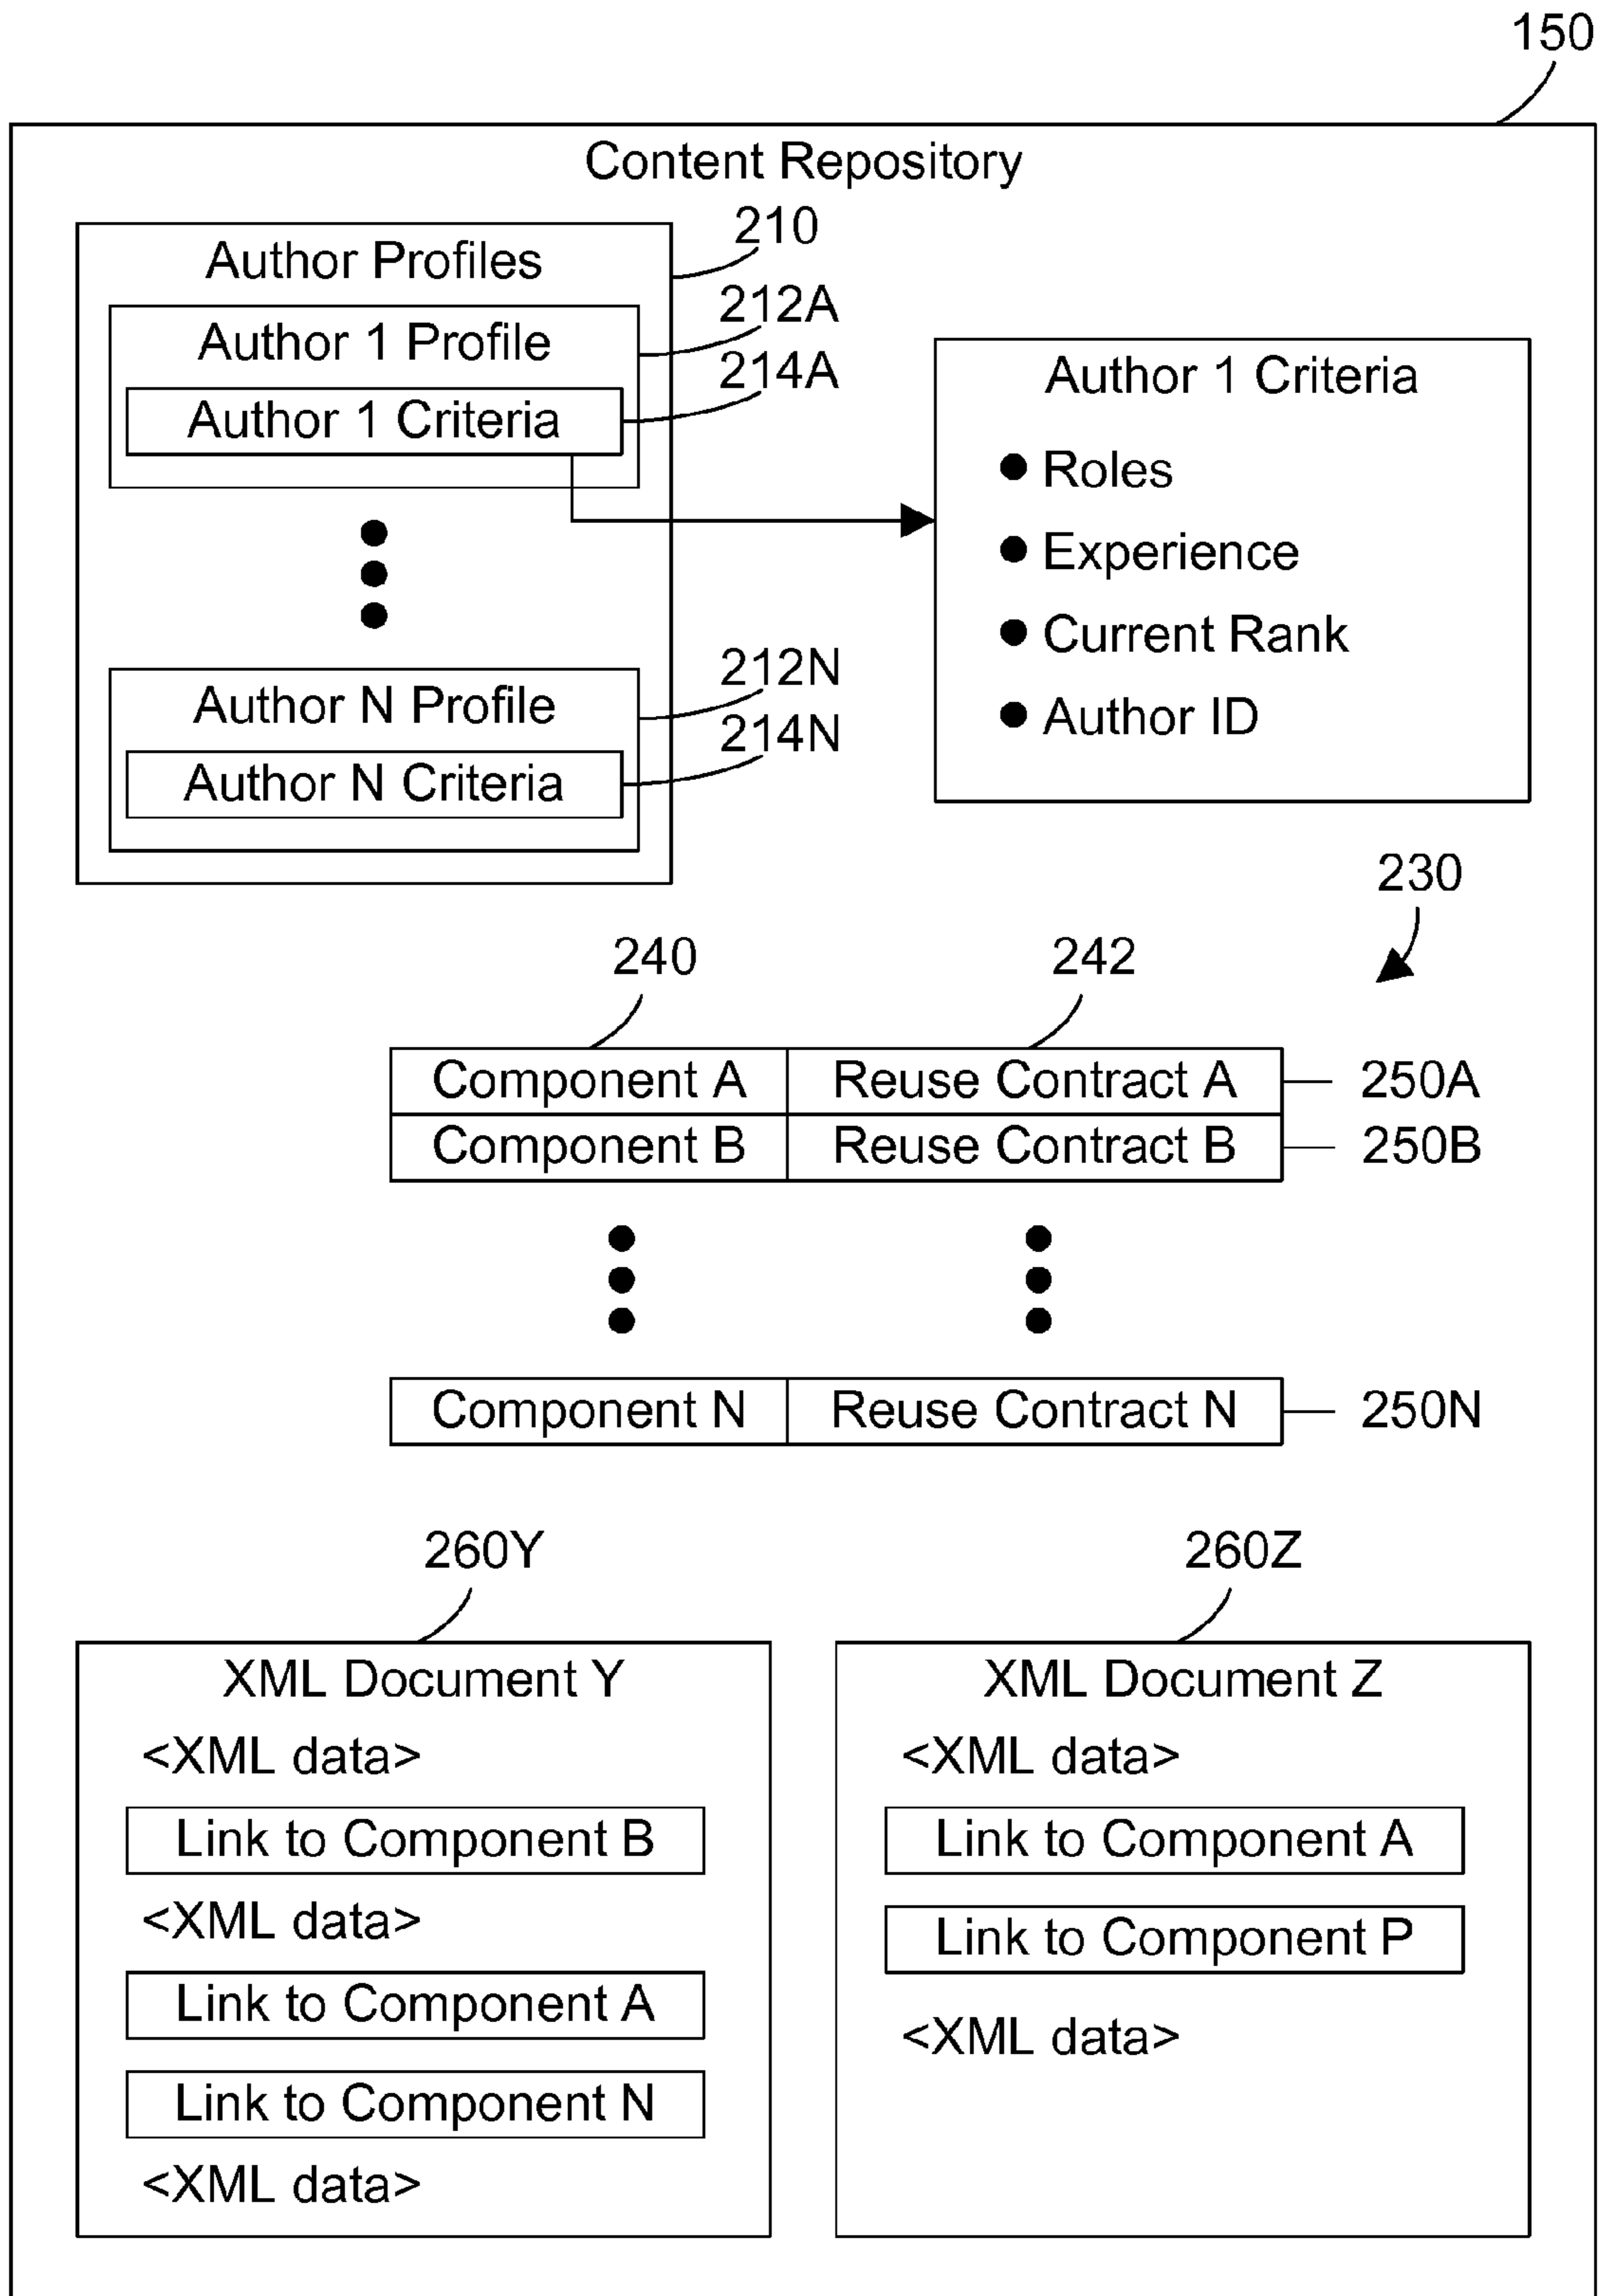 150
Content Repository
210
Author Profiles
212A
Author 1 Profile
214A
Author 1 Criteria
Author 1 Criteria
● Roles
● Experience
● Current Rank
● Author ID
212N
Author N Profile
214N
Author N Criteria
230
240 242
Component A Reuse Contract A 250A
Component B Reuse Contract B 250B
Component N Reuse Contract N 250N
260Y
XML Document Y
<XML data>
Link to Component B
<XML data>
Link to Component A
Link to Component N
<XML data>
260Z
XML Document Z
<XML data>
Link to Component A
Link to Component P
<XML data>